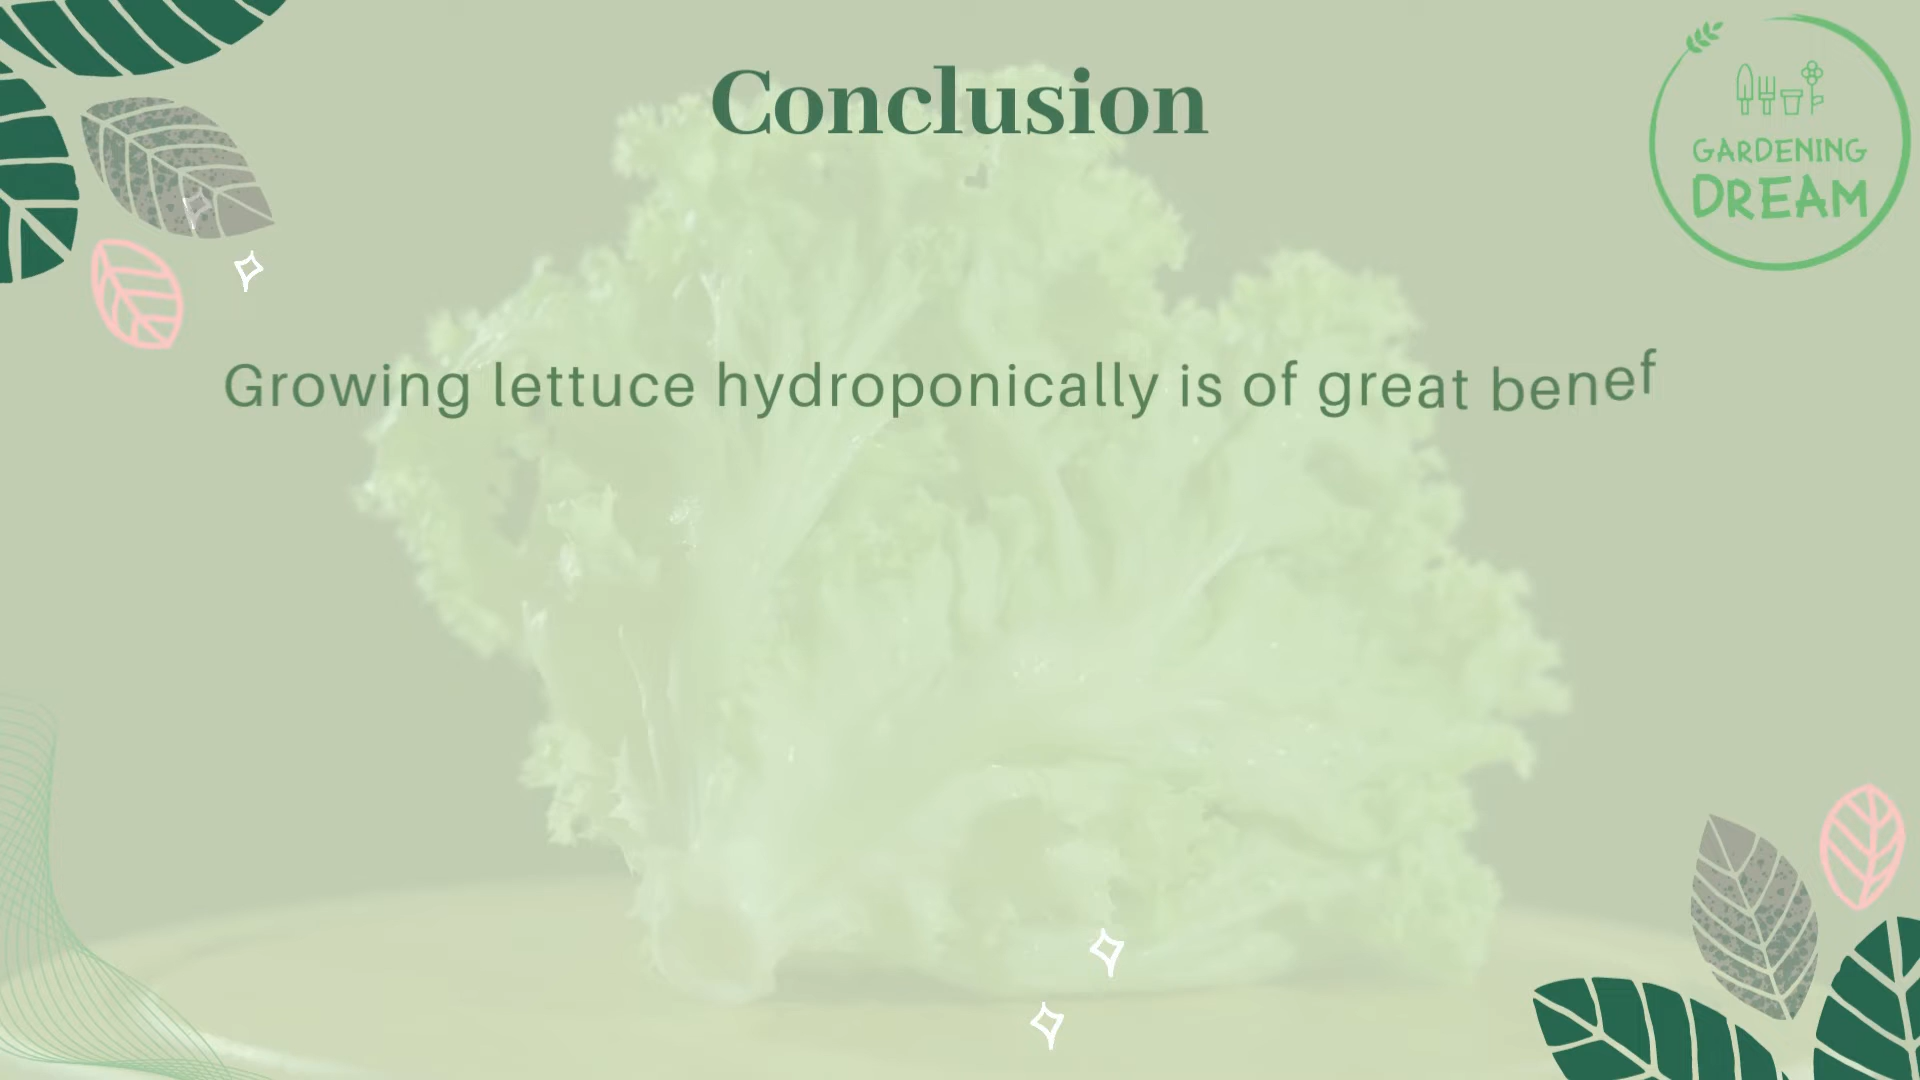 Conclusion
GARDENING
DREAM
Growing lettuce hydroponically is of great benef